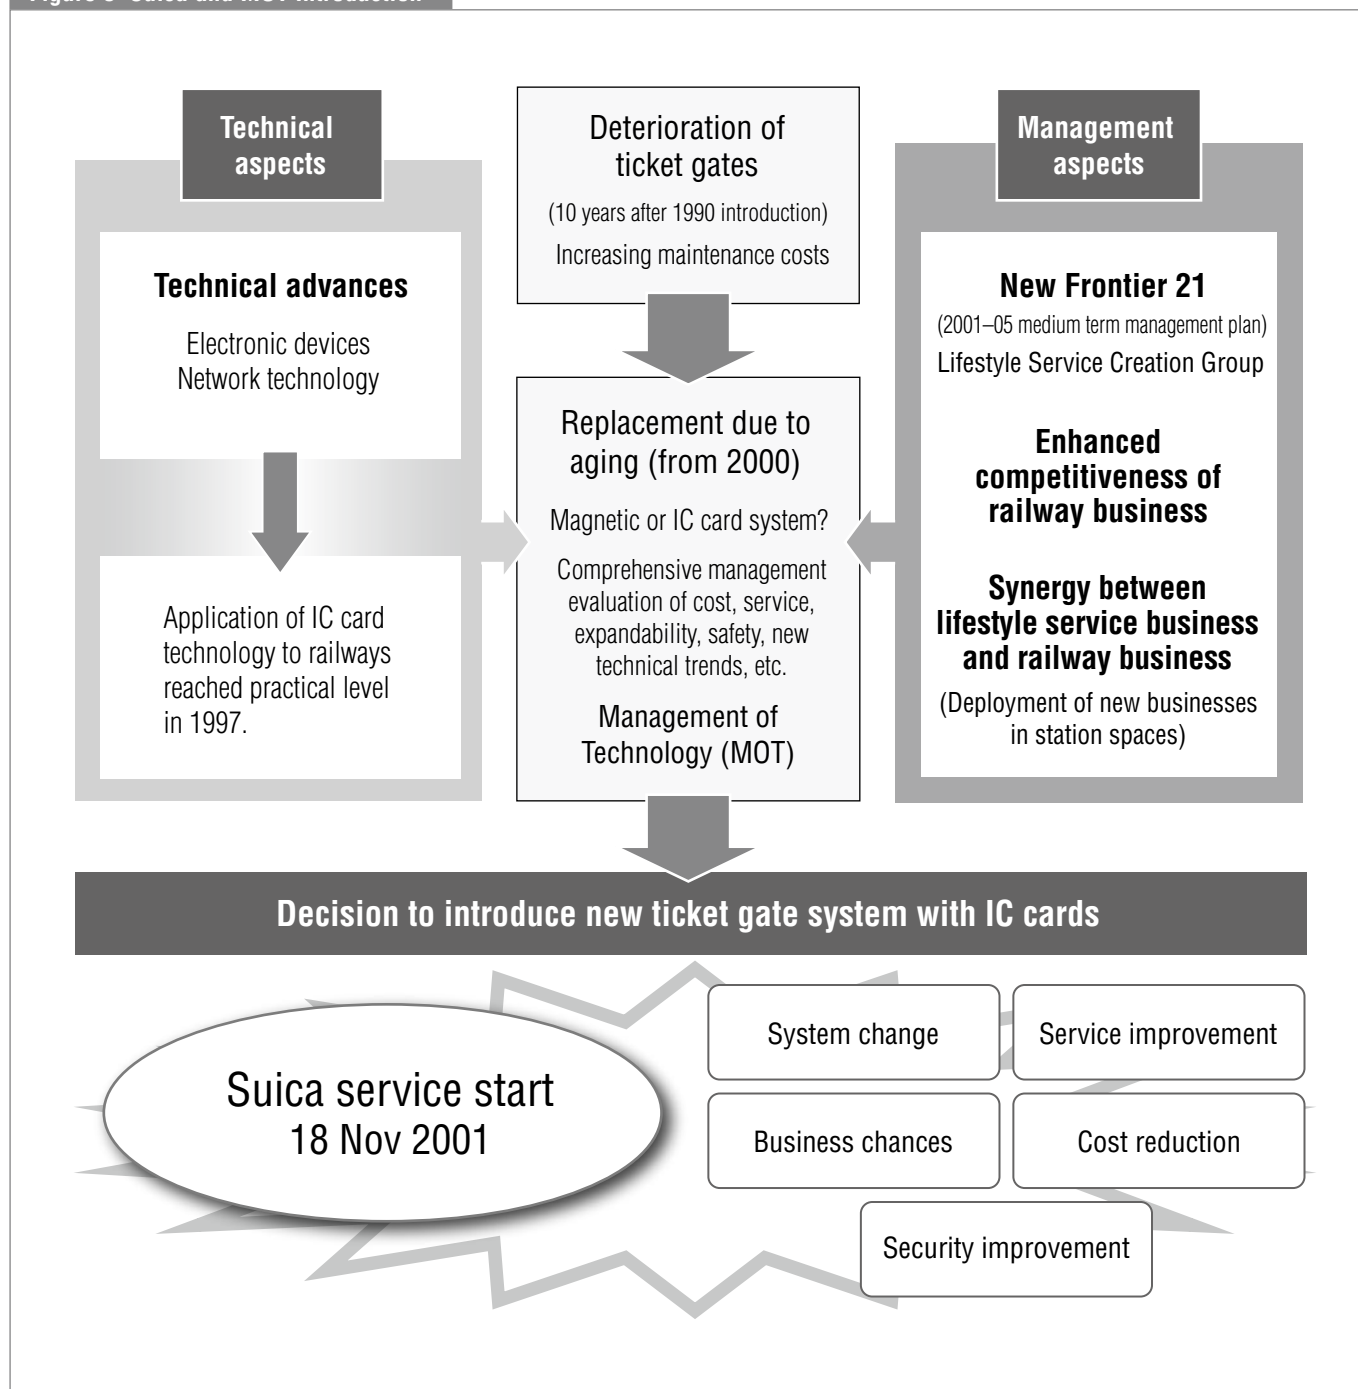 Technical
aspects
Technical advances
Electronic devices
Network technology
Application of IC card
technology to railways
reached practical level
in 1997.
Deterioration of
ticket gates
(10 years after 1990 introduction)
Increasing maintenance costs
Replacement due to
aging (from 2000)
Magnetic or IC card system?
Comprehensive management
evaluation of cost, service,
expandability, safety, new
technical trends, etc.
Management of
Technology (MOT)
Management
aspects
New Frontier 21
(2001–05 medium term management plan)
Lifestyle Service Creation Group
Enhanced
competitiveness of
railway business
Synergy between
lifestyle service business
and railway business
(Deployment of new businesses
in station spaces)
Decision to introduce new ticket gate system with IC cards
Suica service start
18 Nov 2001
System change
Service improvement
Business chances
Cost reduction
Security improvement